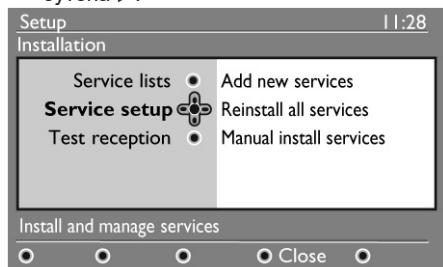 Setup 11:28
Installation
Service lists Add new services
Service setup Reinstall all services
Test reception Manual install services
Install and manage services
Close